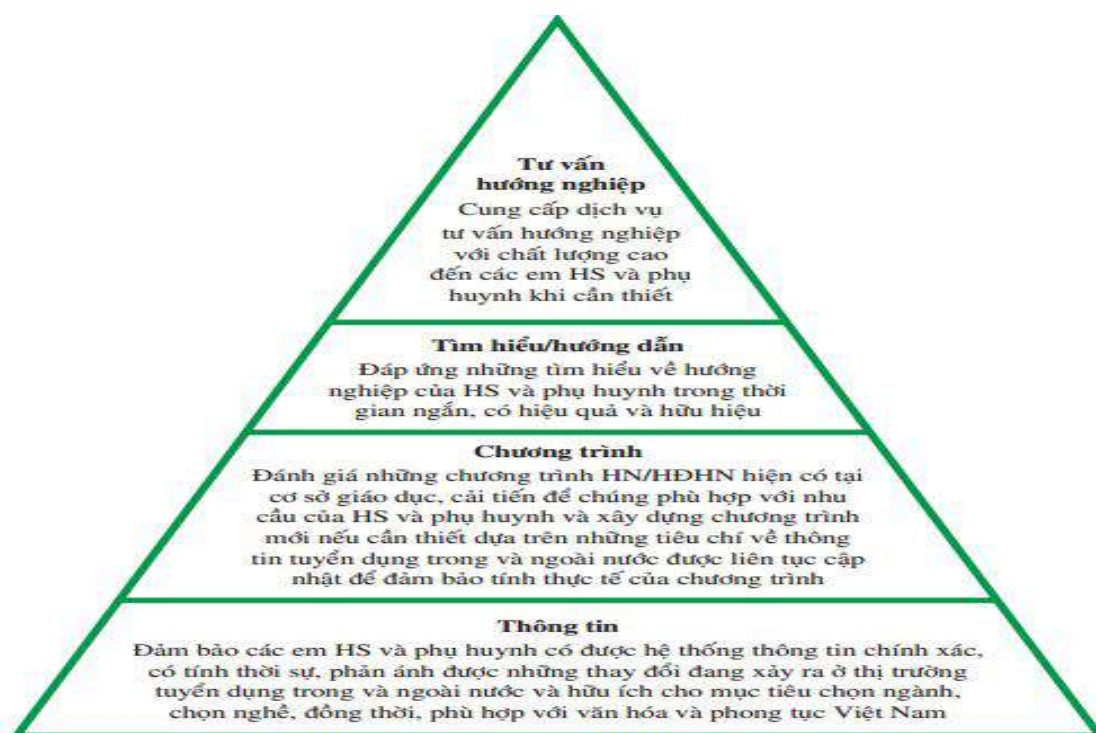 Tư vấn
hướng nghiệp
Cung cấp dịch vụ
tư vấn hướng nghiệp
với chất lượng cao
đến các em HS và phụ
huynh khi cần thiết
Tìm hiểu/hướng dẫn
Đáp ứng những tìm hiểu về hướng
nghiệp của HS và phụ huynh trong thời
gian ngắn, có hiệu quả và hữu hiệu
Chương trình
Đánh giá những chương trình HN/HĐHN hiện có tại
cơ sở giáo dục, cải tiến để chúng phù hợp với nhu
cầu của HS và phụ huynh và xây dựng chương trình
mới nếu cần thiết dựa trên những tiêu chí về thông
tin tuyển dụng trong và ngoài nước được liên tục cập
nhật để đảm bảo tính thực tế của chương trình
Thông tin
Đảm bảo các em HS và phụ huynh có được hệ thống thông tin chính xác,
có tính thời sự, phản ánh được những thay đổi đang xảy ra ở thị trường
tuyển dụng trong và ngoài nước và hữu ích cho mục tiêu chọn ngành,
chọn nghề, đồng thời, phù hợp với văn hóa và phong tục Việt Nam